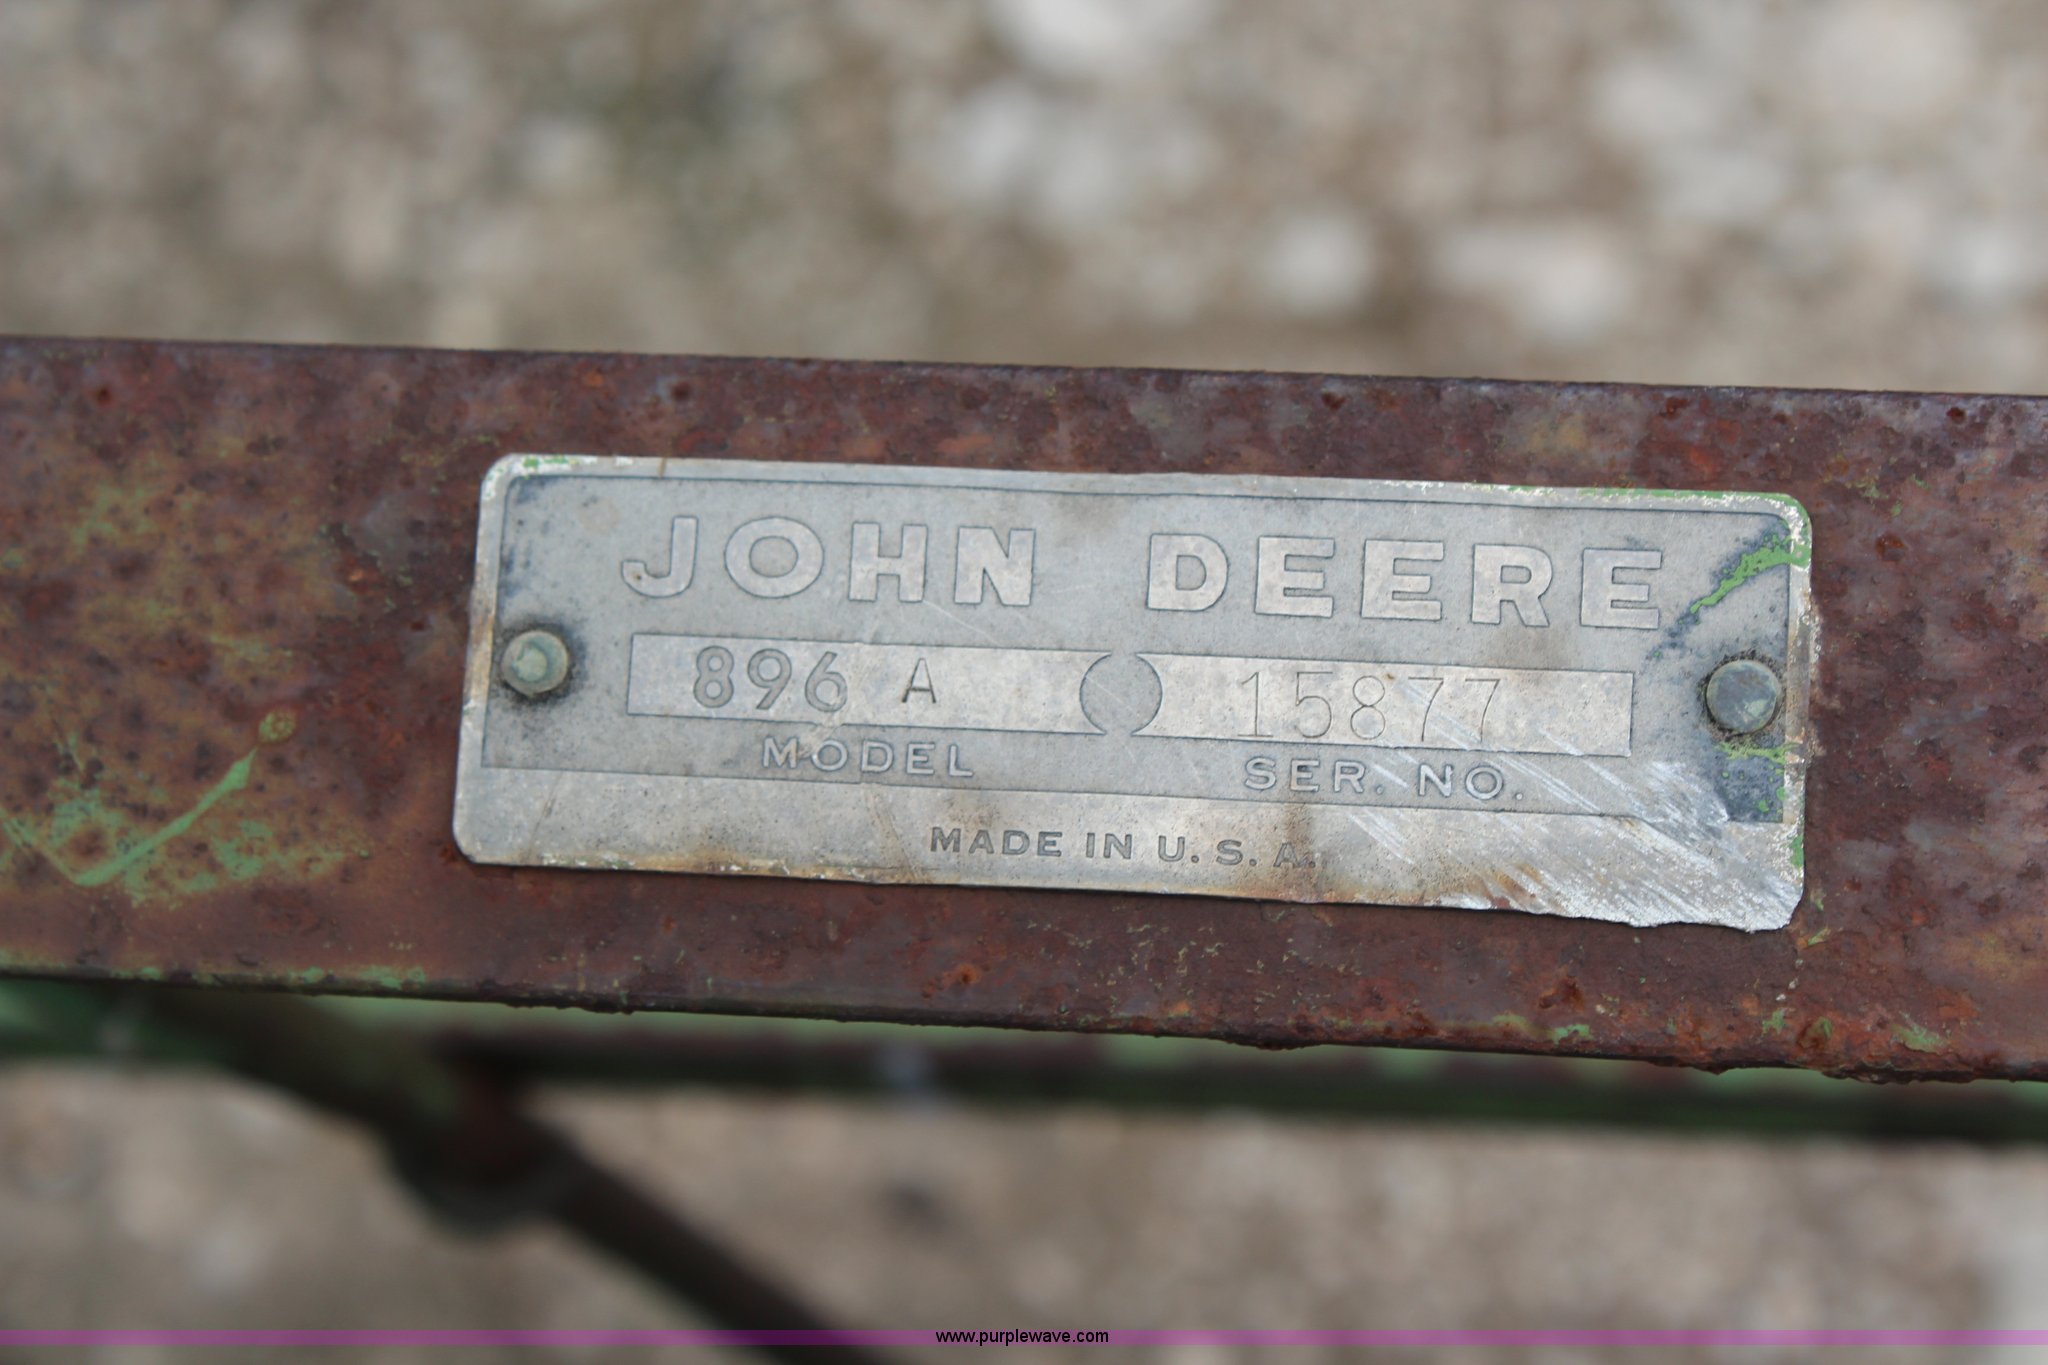 JOHN DEERE
896 A 15877
MODEL SER. NO.
MADE IN U. S. A.
www.purplewave.com